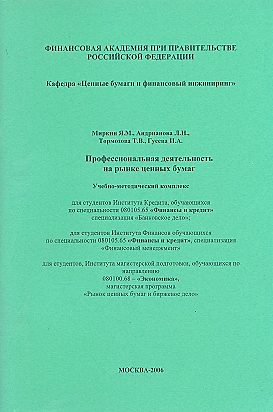 ФИНАНСОВАЯ АКАДЕМИЯ ПРИ ПРАВИТЕЛЬСТВЕ
РОССИЙСКОЙ ФЕДЕРАЦИИ
Кафедра «Ценные бумаги и финансовый инжиниринг»
Миркин Я.М., Андрианова Л.Н.,
Тормозова Т.В., Гусева И.А.
Профессиональная деятельность
на рынке ценных бумаг
Учебно-методический комплекс
для студентов Института Кредита, обучающихся
по специальности 080105.65 «Финансы и кредит»
специализация «Банковское дело»;
для студентов Института Финансов обучающихся
по специальности 080105.65 «Финансы и кредит», специализация
«Финансовый менеджмент»
для студентов, Института магистерской подготовки, обучающихся по
направлению
080100.68 – «Экономика»,
магистерская программа
«Рынок ценных бумаг и биржевое дело»
МОСКВА-2006